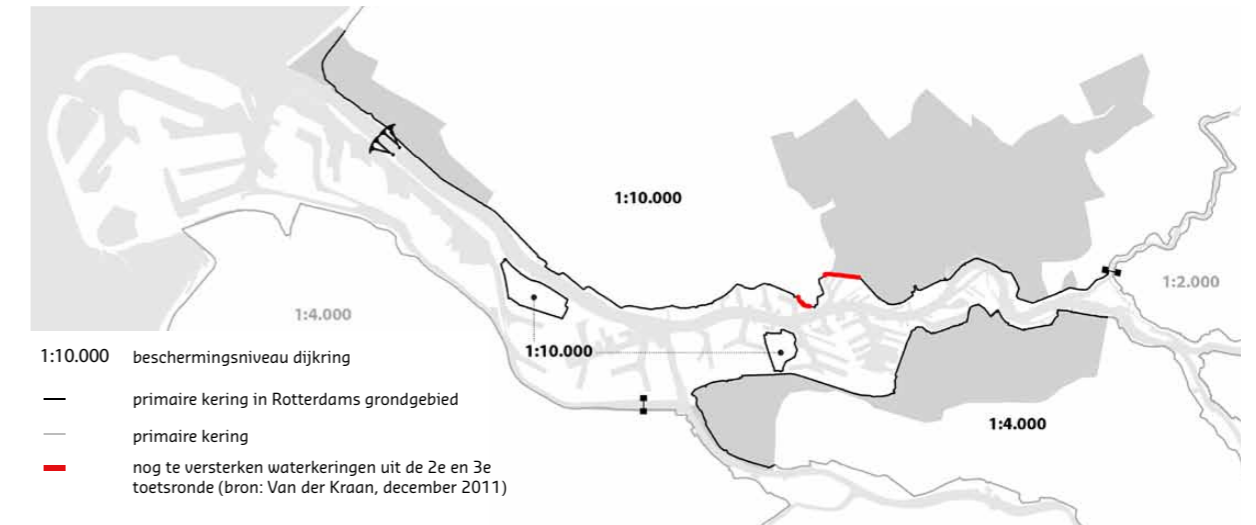 1:10.000
1:2.000
1:4.000
1:10.000
1:4.000
1:10.000 beschermingsniveau dijkring
primaire kering in Rotterdams grondgebied
primaire kering
nog te versterken waterkeringen uit de 2e en 3e
toetsronde (bron: Van der Kraan, december 2011)